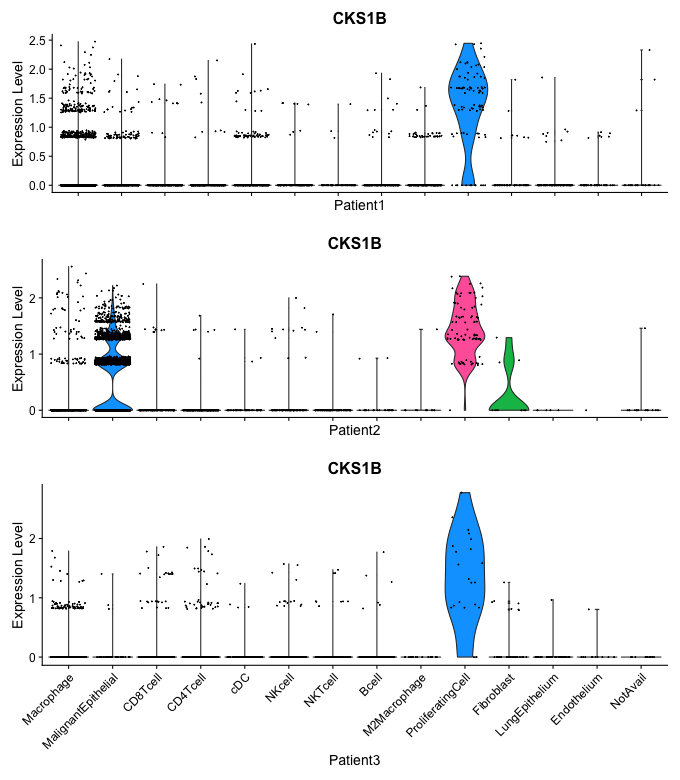 CKS1B
Expression Level
2.5
2.0
1.5
1.0
0.5
0.0
Patient1
CKS1B
Expression Level
2
1
0
Patient2
CKS1B
Expression Level
2
1
0
Macrophage
MalignantEpithelial
CD8Tcell
CD4Tcell
cDC
NKcell
NKTcell
Bcell
M2Macrophage
ProliferatingCell
Fibroblast
LungEpithelium
Endothelium
NotAvail
Patient3